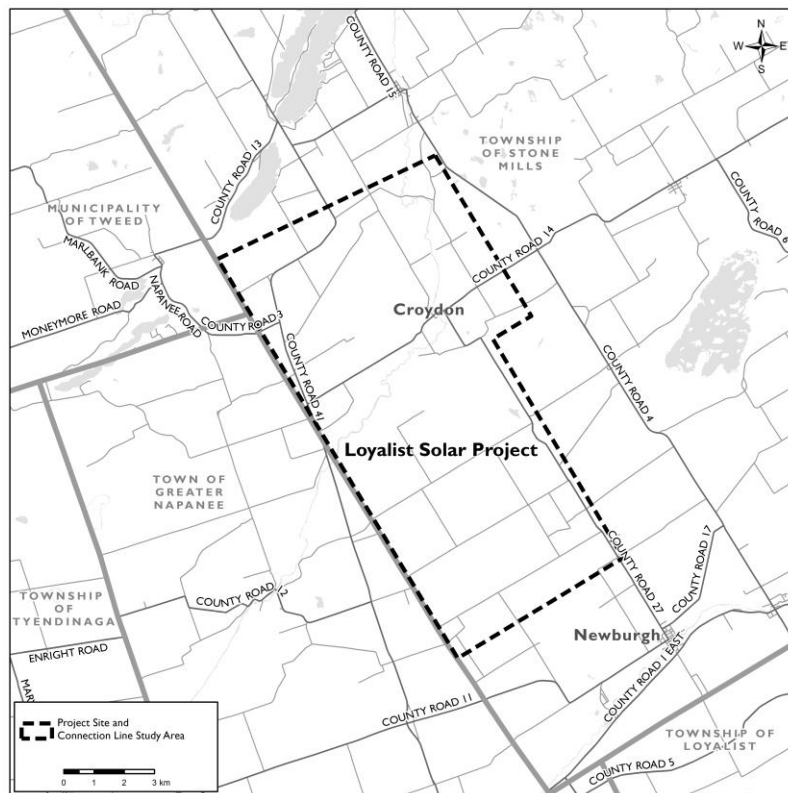 N
W E
S
COUNTY ROAD 15
TOWNSHIP
OF STONE
MILLS
COUNTY ROAD 13
MUNICIPALITY
OF TWEED
COUNTY ROAD 6
COUNTY ROAD 14
MARLBANK
ROAD
NAPANEE ROAD
MONEYMORE ROAD
COUNTY ROAD 3
Croydon
COUNTY ROAD 41
COUNTY ROAD 4
Loyalist Solar Project
TOWN OF
GREATER
NAPANEE
COUNTY ROAD 17
COUNTY ROAD 27
COUNTY ROAD 12
TOWNSHIP
OF
TYENDINAGA
Newburgh
ENRIGHT ROAD
COUNTY ROAD 1 EAST
COUNTY ROAD 11
Project Site and
Connection Line Study Area
TOWNSHIP OF
LOYALIST
COUNTY ROAD 5
0 1 2 3 km